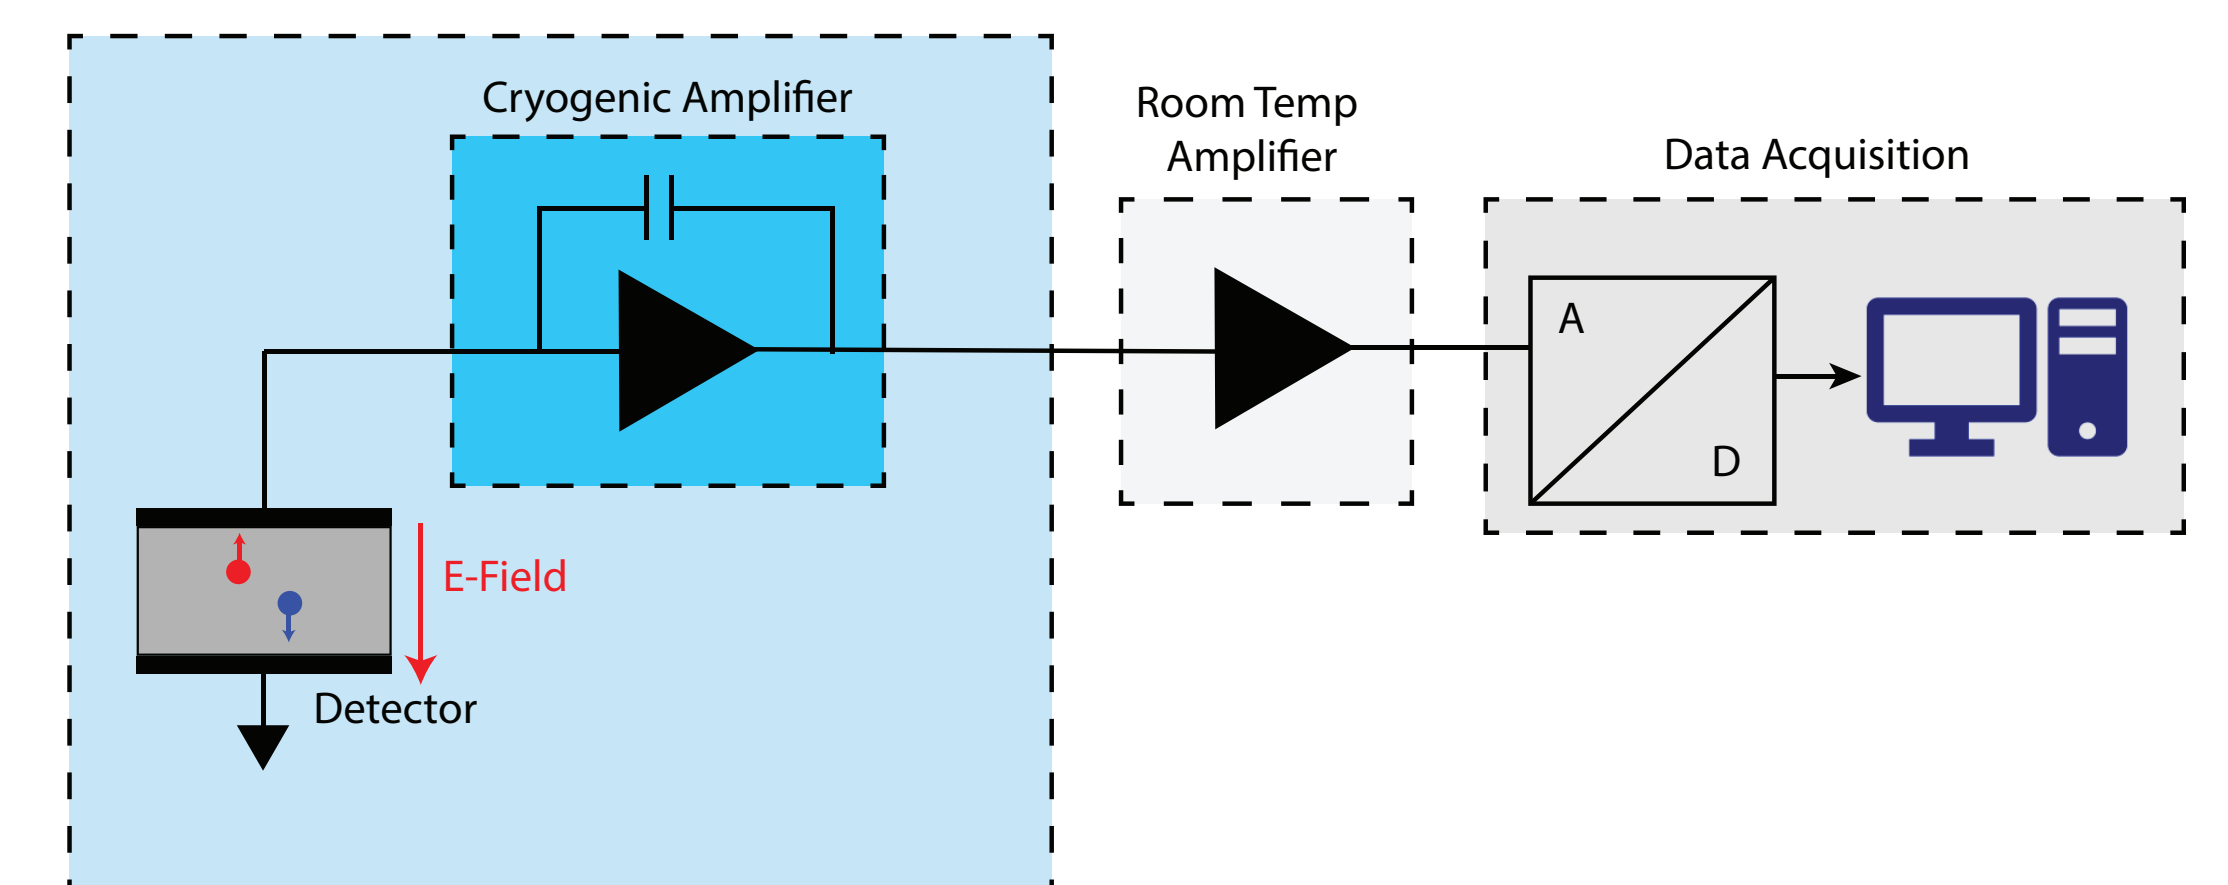 Cryogenic Amplifier
Room Temp
Amplifier
Data Acquisition
A
D
E-Field
Detector